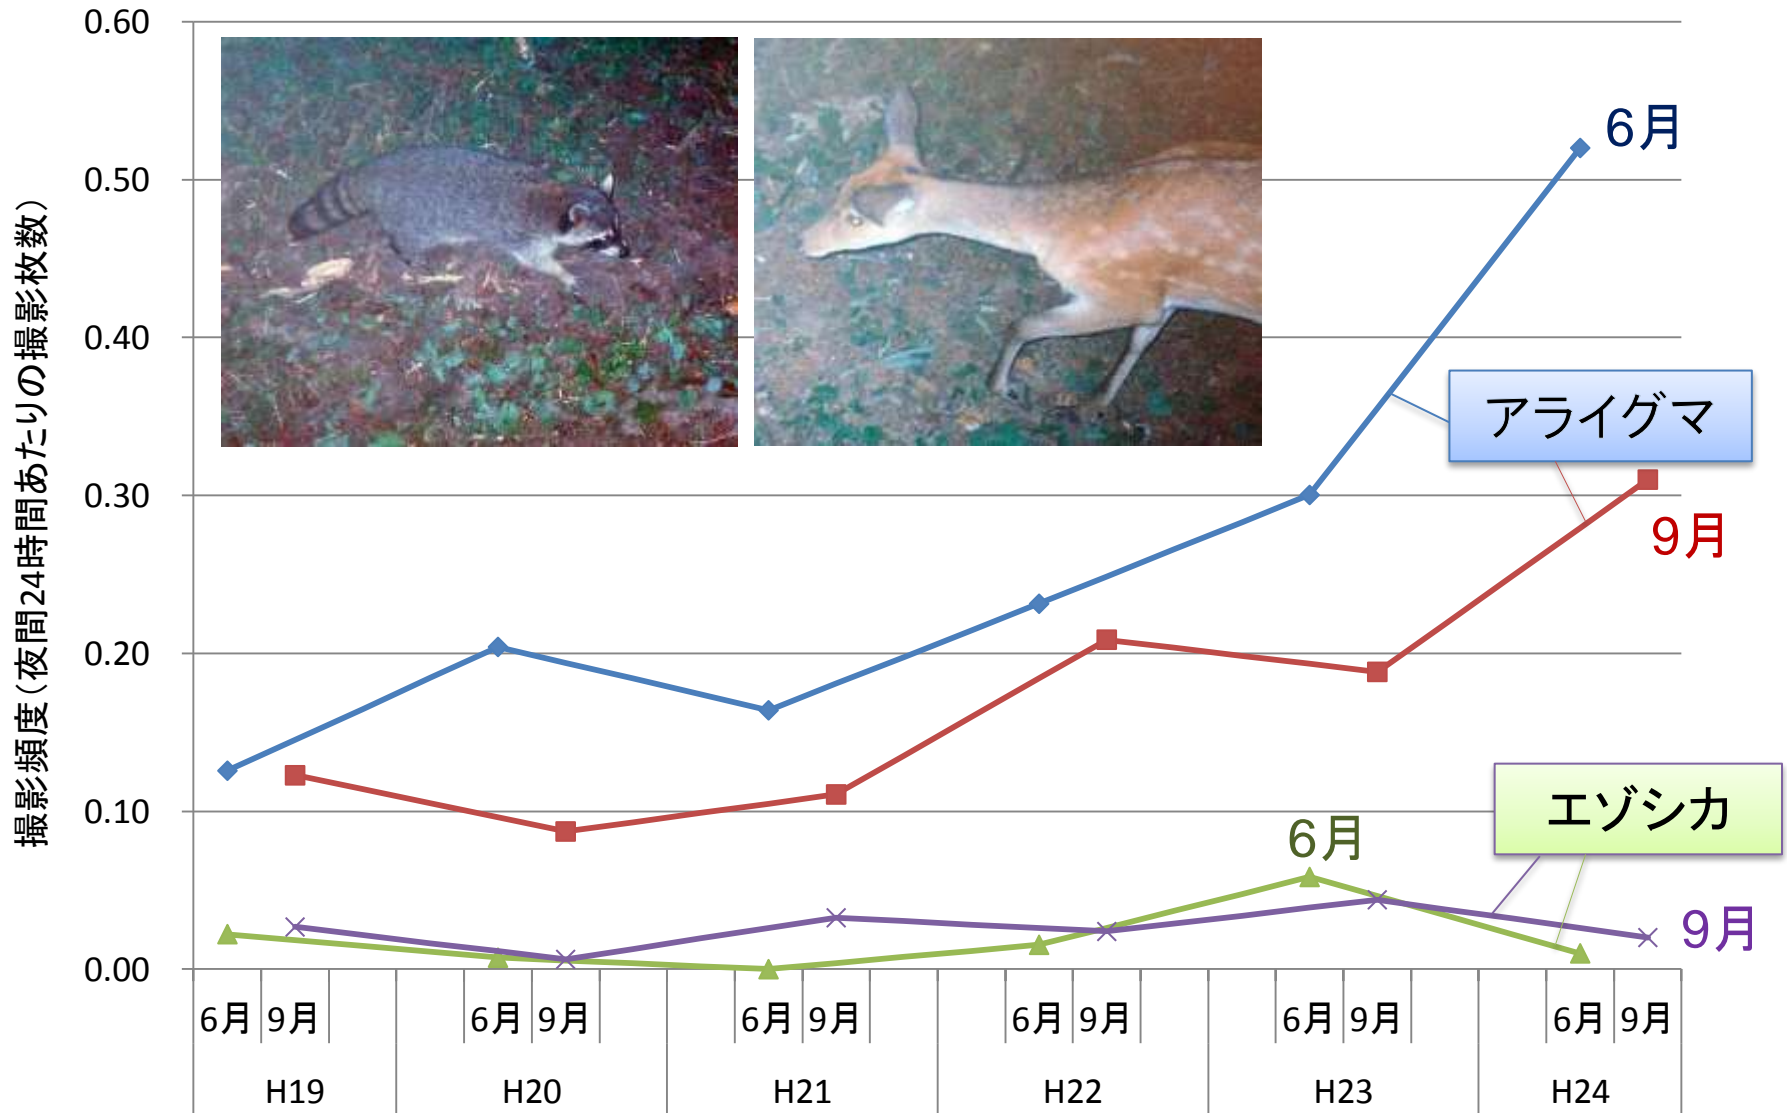 撮影頻度（夜間24時間あたりの撮影枚数）
0.60
0.50
0.40
0.30
0.20
0.10
0.00
6月
アライグマ
9月
エゾシカ
6月
9月
6月 9月 6月 9月 6月 9月 6月 9月 6月 9月 6月 9月
H19 H20 H21 H22 H23 H24